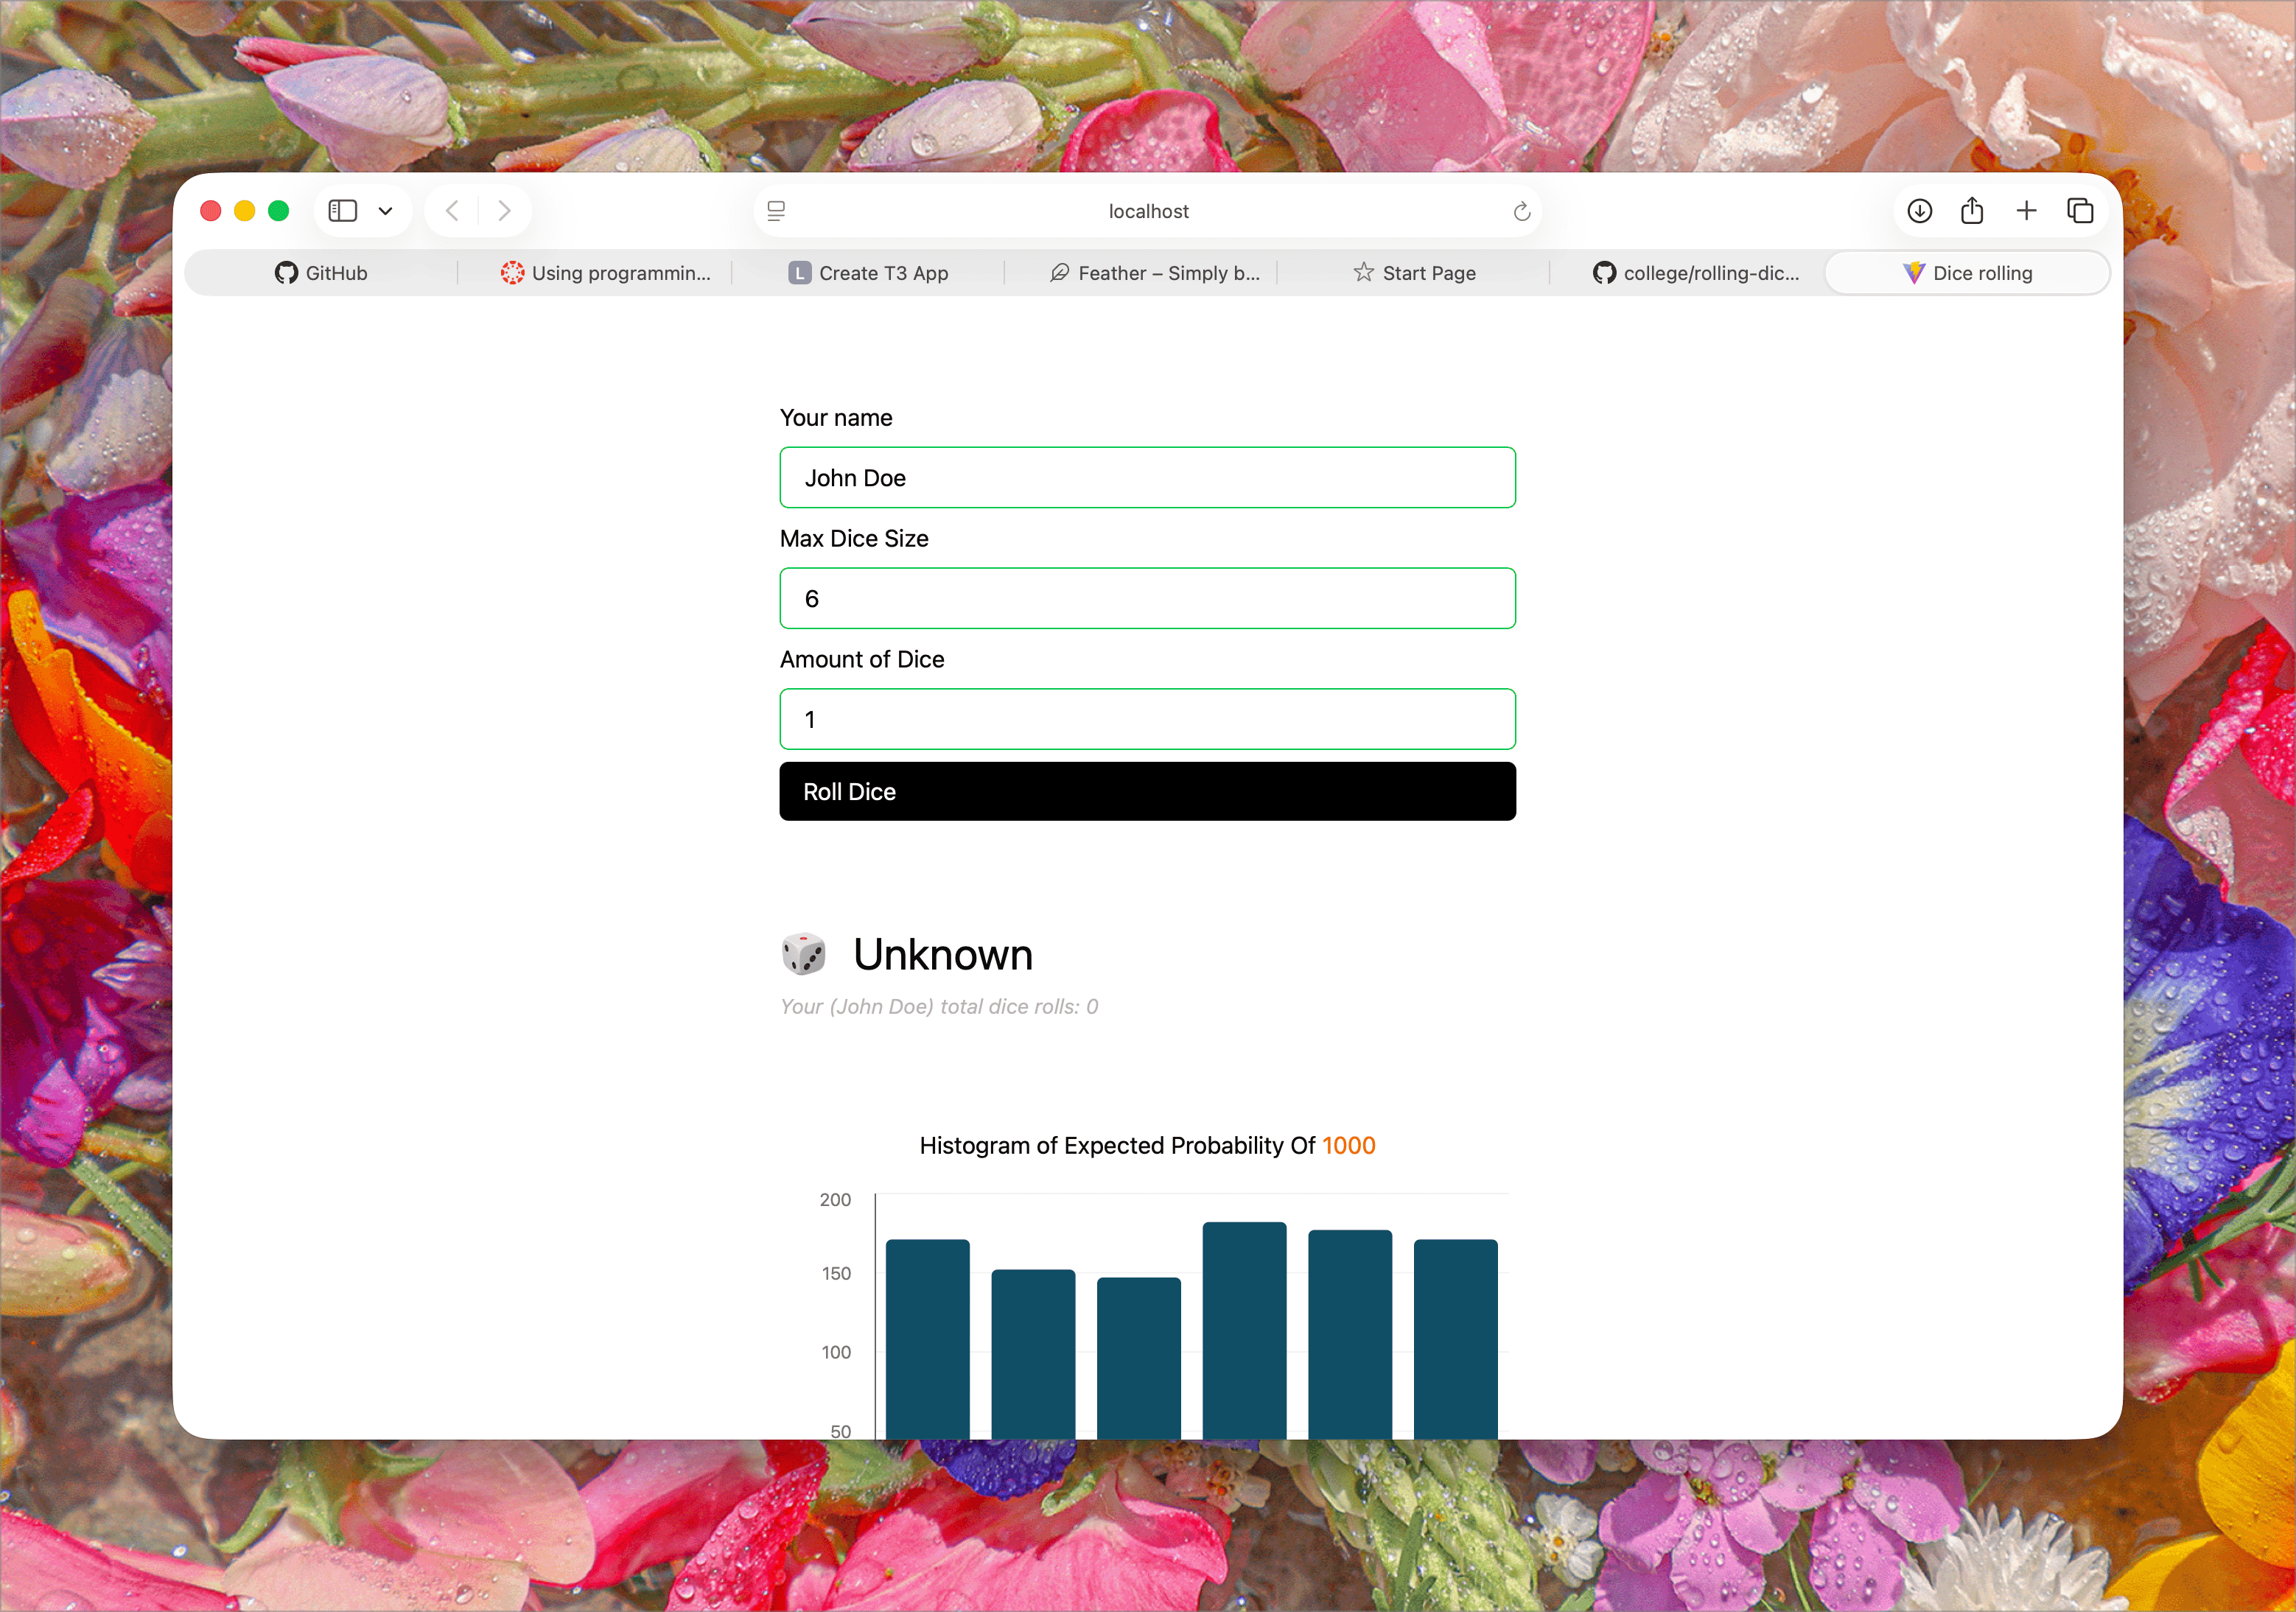 localhost
GitHub
Using programmin...
L Create T3 App
Feather – Simply b...
Start Page
college/rolling-dic...
Dice rolling
Your name
John Doe
Max Dice Size
6
Amount of Dice
1
Roll Dice
Unknown
Your (John Doe) total dice rolls: 0
Histogram of Expected Probability Of 1000
200
150
100
50